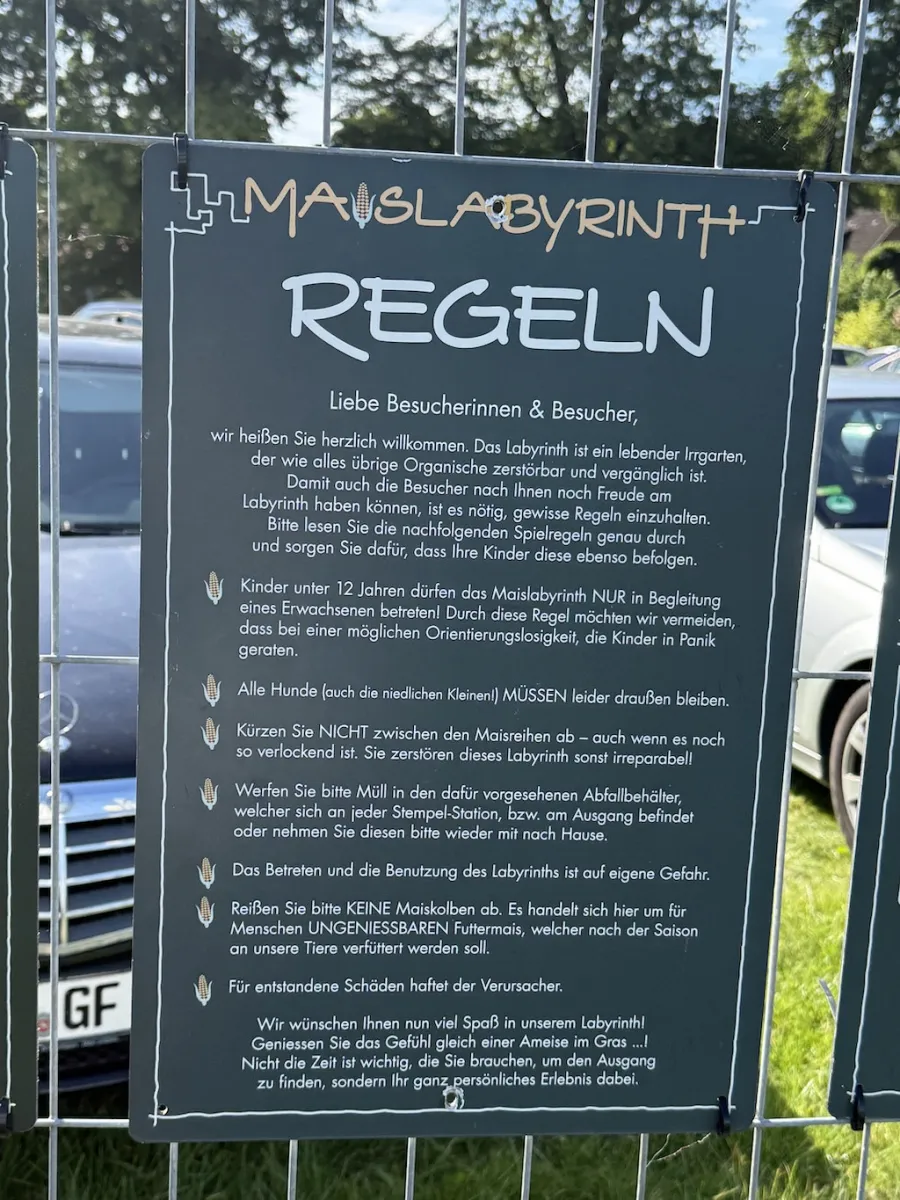 MAISLABYRINTH
REGELN
Liebe Besucherinnen & Besucher,
wir heißen Sie herzlich willkommen. Das Labyrinth ist ein lebender Irrgarten,
der wie alles übrige Organische zerstörbar und vergänglich ist.
Damit auch die Besucher nach Ihnen noch Freude am
Labyrinth haben können, ist es nötig, gewisse Regeln einzuhalten.
Bitte lesen Sie die nachfolgenden Spielregeln genau durch
und sorgen Sie dafür, dass Ihre Kinder diese ebenso befolgen.
Kinder unter 12 Jahren dürfen das Maislabyrinth NUR in Begleitung
eines Erwachsenen betreten! Durch diese Regel möchten wir vermeiden,
dass bei einer möglichen Orientierungslosigkeit, die Kinder in Panik
geraten.
Alle Hunde (auch die niedlichen Kleinen!) MÜSSEN leider draußen bleiben.
Kürzen Sie NICHT zwischen den Maisreihen ab – auch wenn es noch
so verlockend ist. Sie zerstören dieses Labyrinth sonst irreparabel!
Werfen Sie bitte Müll in den dafür vorgesehenen Abfallbehälter,
welcher sich an jeder Stempel-Station, bzw. am Ausgang befindet
oder nehmen Sie diesen bitte wieder mit nach Hause.
Das Betreten und die Benutzung des Labyrinths ist auf eigene Gefahr.
Reißen Sie bitte KEINE Maiskolben ab. Es handelt sich hier um für
Menschen UNGENIESSBAREN Futtermais, welcher nach der Saison
an unsere Tiere verfüttert werden soll.
Für entstandene Schäden haftet der Verursacher.
Wir wünschen Ihnen nun viel Spaß in unserem Labyrinth!
Geniessen Sie das Gefühl gleich einer Ameise im Gras ...!
Nicht die Zeit ist wichtig, die Sie brauchen, um den Ausgang
zu finden, sondern Ihr ganz persönliches Erlebnis dabei.
GF